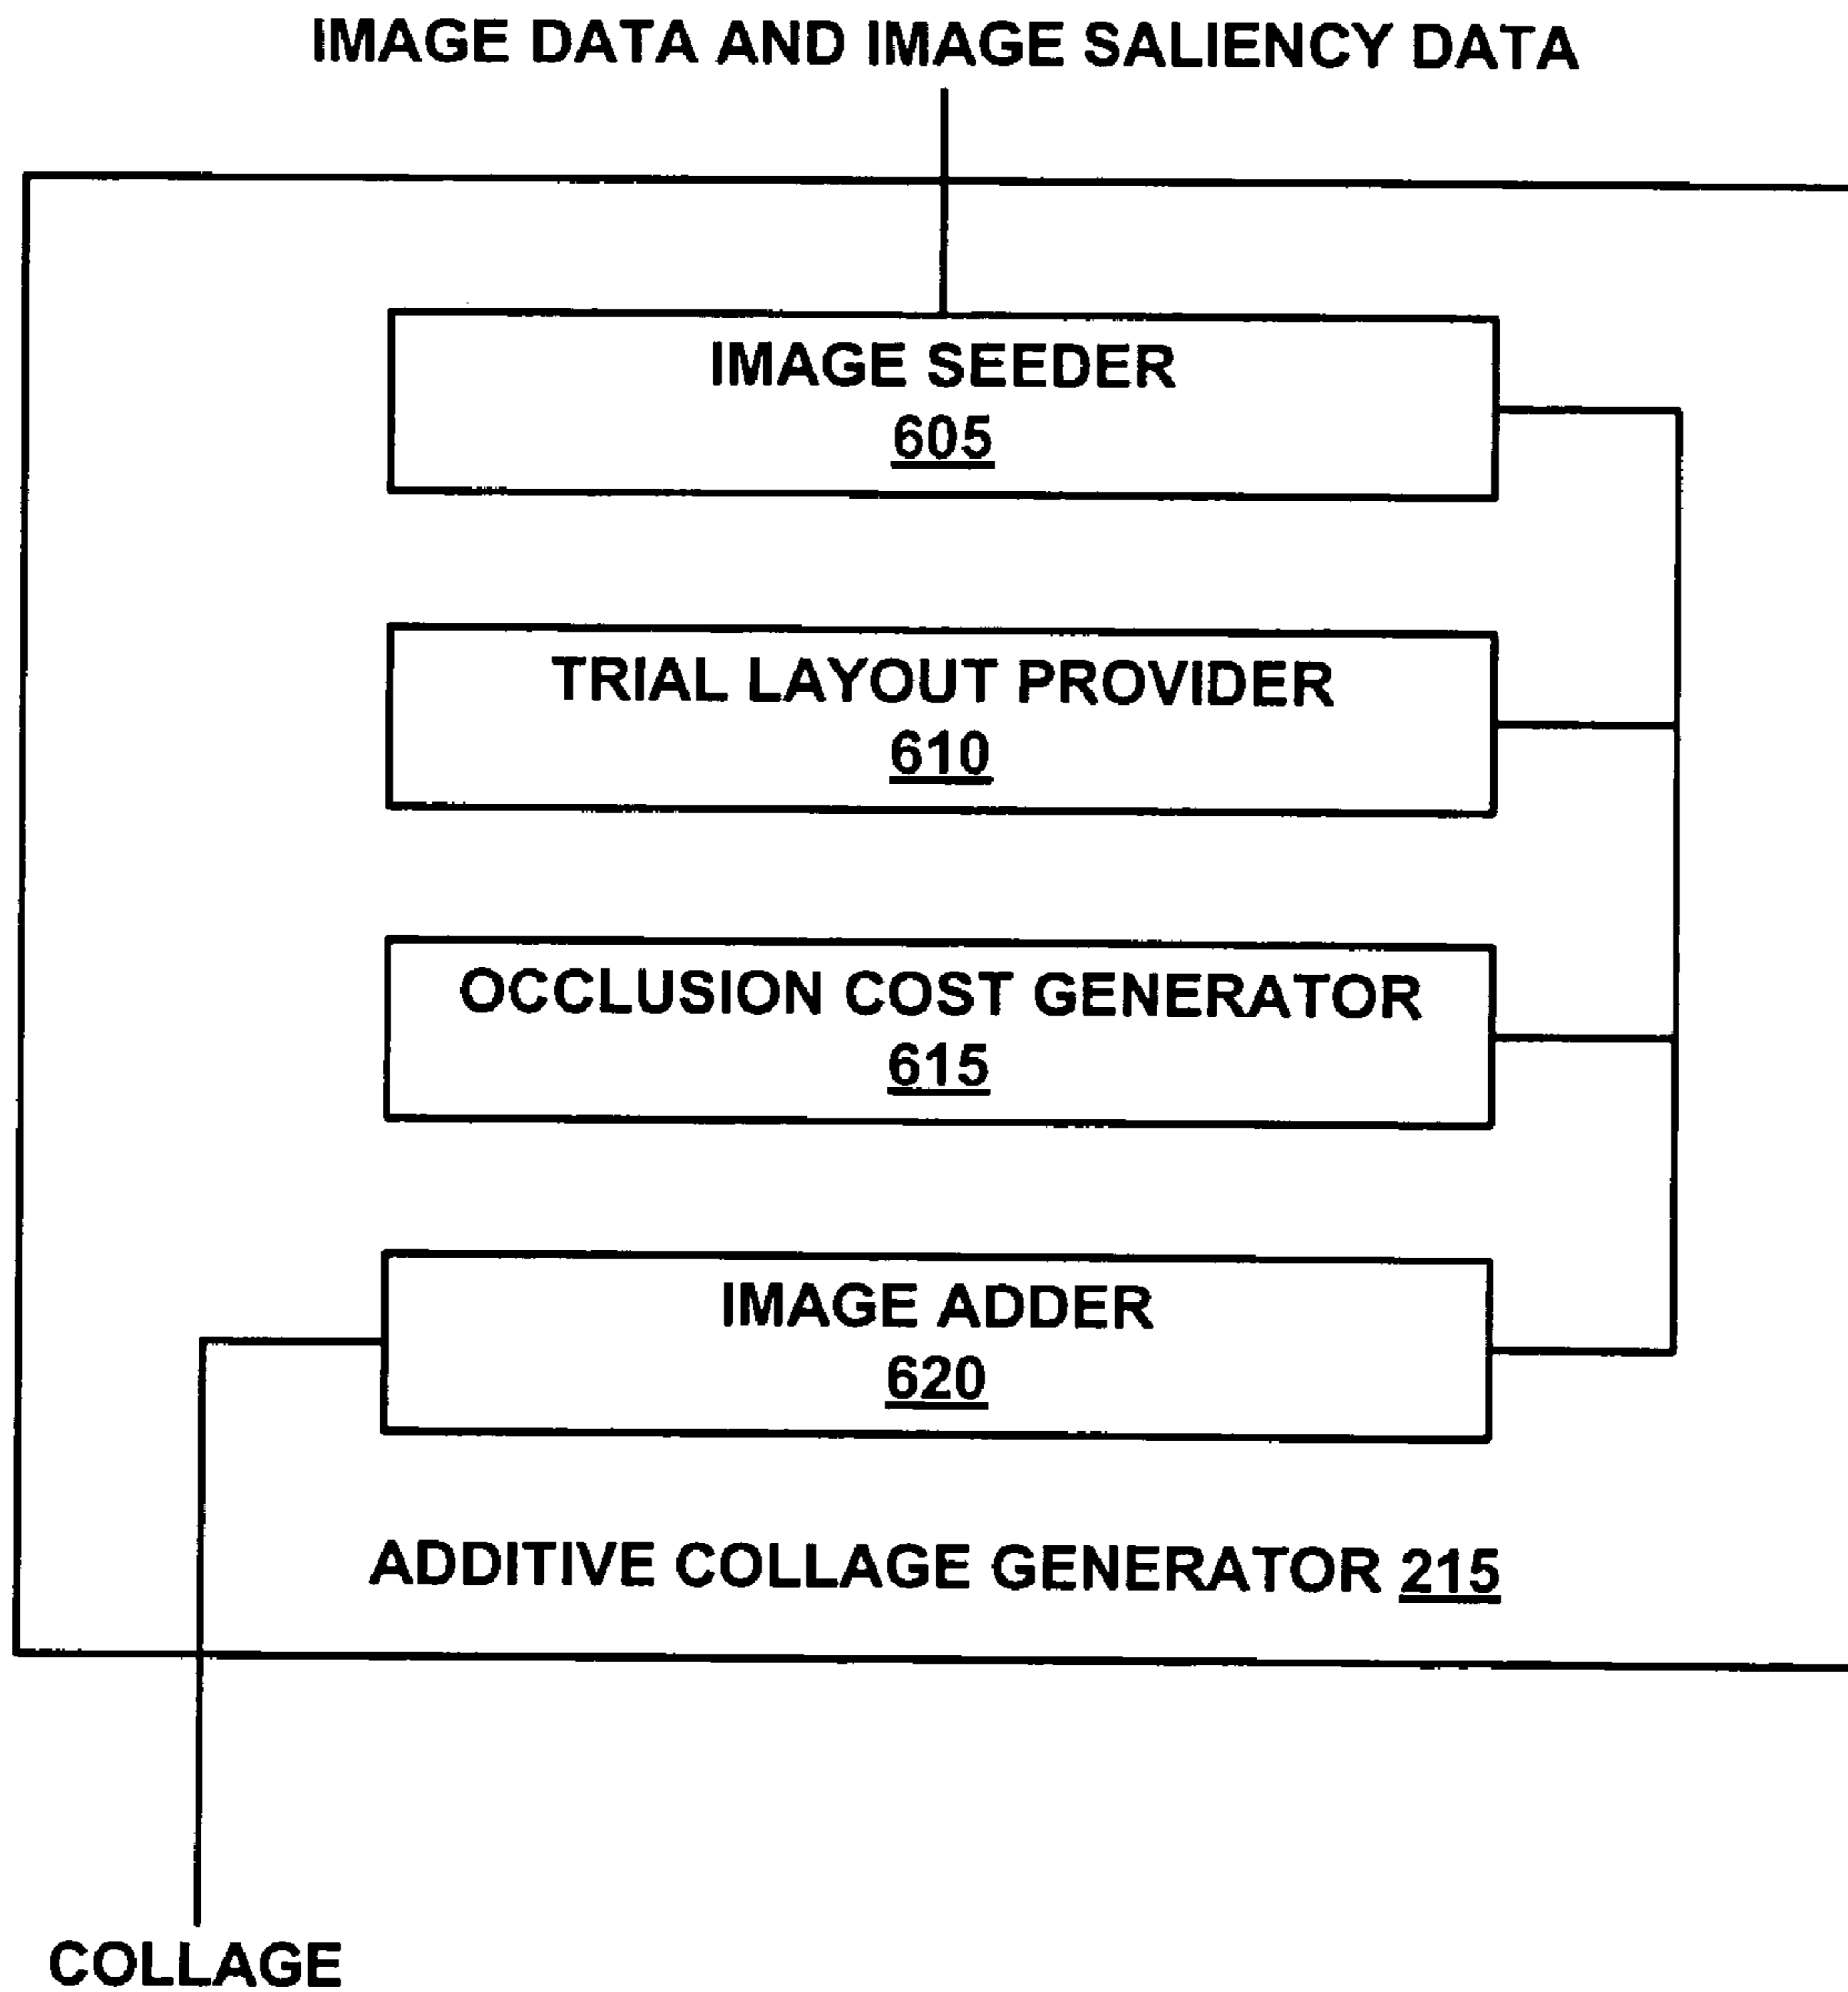 IMAGE DATA AND IMAGE SALIENCY DATA
IMAGE SEEDER
605
TRIAL LAYOUT PROVIDER
610
OCCLUSION COST GENERATOR
615
IMAGE ADDER
620
ADDITIVE COLLAGE GENERATOR 215
COLLAGE